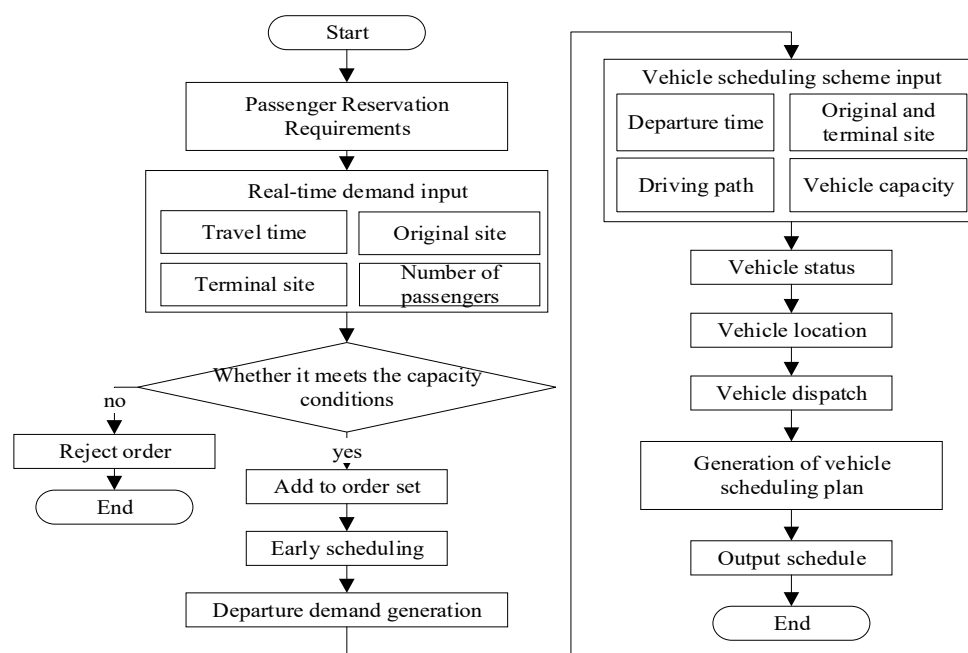 Start
Passenger Reservation
Requirements
Real-time demand input
Travel time
Original site
Terminal site
Number of
passengers
Whether it meets the capacity
conditions
no
yes
Reject order
End
Add to order set
Early scheduling
Departure demand generation
Vehicle scheduling scheme input
Departure time
Original and
terminal site
Driving path
Vehicle capacity
Vehicle status
Vehicle location
Vehicle dispatch
Generation of vehicle
scheduling plan
Output schedule
End